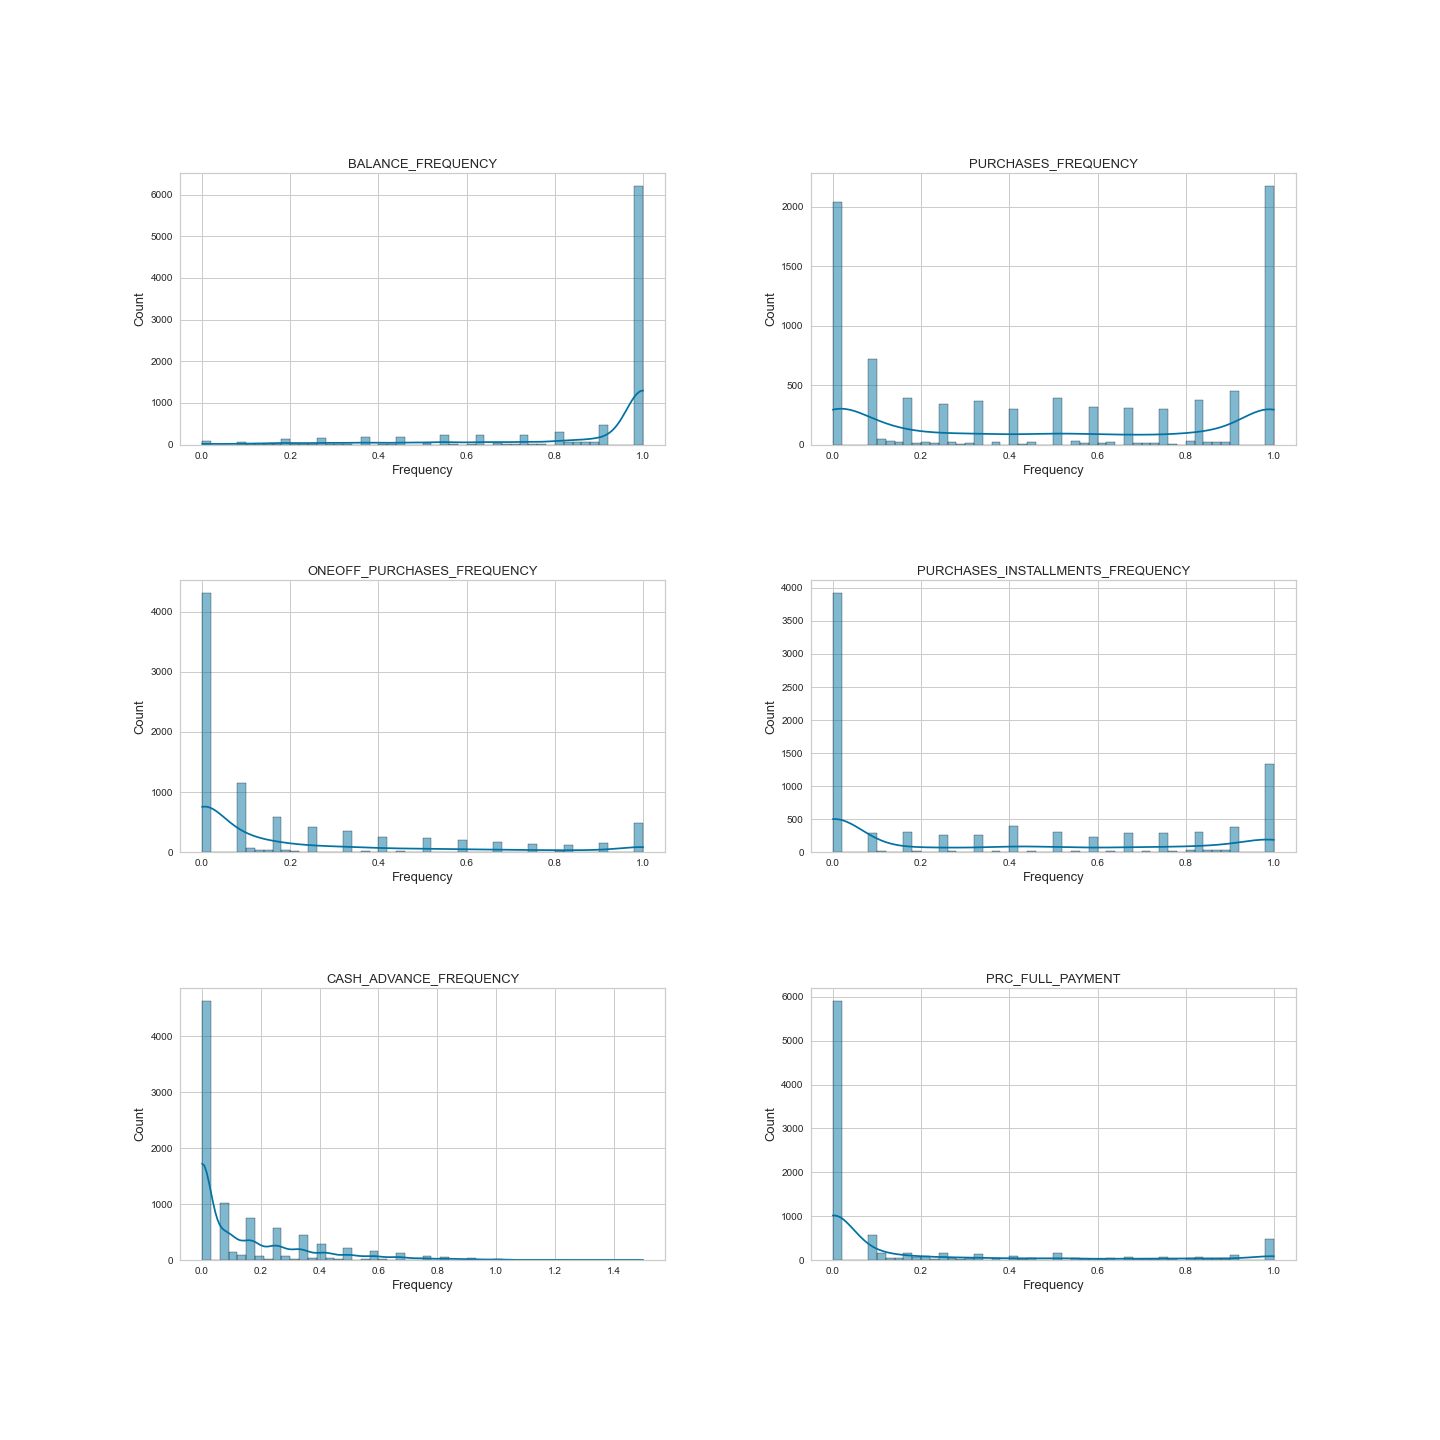 BALANCE_FREQUENCY
6000
5000
4000
3000
2000
1000
0
Count
0.0 0.2 0.4 0.6 0.8 1.0
Frequency
PURCHASES_FREQUENCY
2000
1500
1000
500
0
Count
0.0 0.2 0.4 0.6 0.8 1.0
Frequency
ONEOFF_PURCHASES_FREQUENCY
4000
3000
2000
1000
0
Count
0.0 0.2 0.4 0.6 0.8 1.0
Frequency
PURCHASES_INSTALLMENTS_FREQUENCY
4000
3500
3000
2500
2000
1500
1000
500
0
Count
0.0 0.2 0.4 0.6 0.8 1.0
Frequency
CASH_ADVANCE_FREQUENCY
4000
3000
2000
1000
0
Count
0.0 0.2 0.4 0.6 0.8 1.0 1.2 1.4
Frequency
PRC_FULL_PAYMENT
6000
5000
4000
3000
2000
1000
0
Count
0.0 0.2 0.4 0.6 0.8 1.0
Frequency